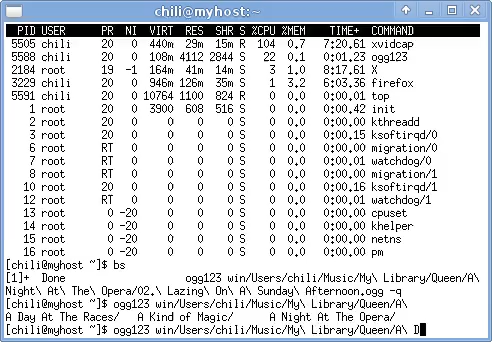 chili@myhost:~
PID USER PR NI VIRT RES SHR S %CPU %MEM TIME+ COMMAND
5505 chili 20 0 440m 29m 15m R 104 0.7 7:20.61 xvidcap
5588 chili 20 0 108m 4112 2844 S 22 0.1 0:01.23 ogg123
2184 root 19 -1 164m 41m 23m S 3 1.0 8:17.61 X
3229 chili 20 0 946m 126m 35m S 1 3.2 6:03.36 firefox
5591 chili 20 0 10764 1100 824 R 0 0.0 0:00.01 top
1 root 20 0 3900 608 516 S 0 0.0 0:00.42 init
2 root 20 0 0 0 0 S 0 0.0 0:00.00 kthreadd
3 root 20 0 0 0 0 S 0 0.0 0:00.15 ksoftirqd/0
6 root RT 0 0 0 0 S 0 0.0 0:00.00 migration/0
7 root RT 0 0 0 0 S 0 0.0 0:00.01 watchdog/0
8 root RT 0 0 0 0 S 0 0.0 0:00.00 migration/1
10 root 20 0 0 0 0 S 0 0.0 0:00.16 ksoftirqd/1
12 root RT 0 0 0 0 S 0 0.0 0:00.01 watchdog/1
13 root 0 -20 0 0 0 S 0 0.0 0:00.00 cpuset
14 root 0 -20 0 0 0 S 0 0.0 0:00.00 khelper
15 root 0 -20 0 0 0 S 0 0.0 0:00.00 netns
16 root 0 -20 0 0 0 S 0 0.0 0:00.00 pm
[chili@myhost ~]$ bs
[1]+ Done ogg123 win/Users/chili/Music/My\ Library/Queen/A\
Night\ At\ The\ Opera/02.\ Lazing\ On\ A\ Sunday\ Afternoon.ogg -q
[chili@myhost ~]$ ogg123 win/Users/chili/Music/My\ Library/Queen/A\
A Day At The Races/ A Kind of Magic/ A Night At The Opera/
[chili@myhost ~]$ ogg123 win/Users/chili/Music/My\ Library/Queen/A\ D